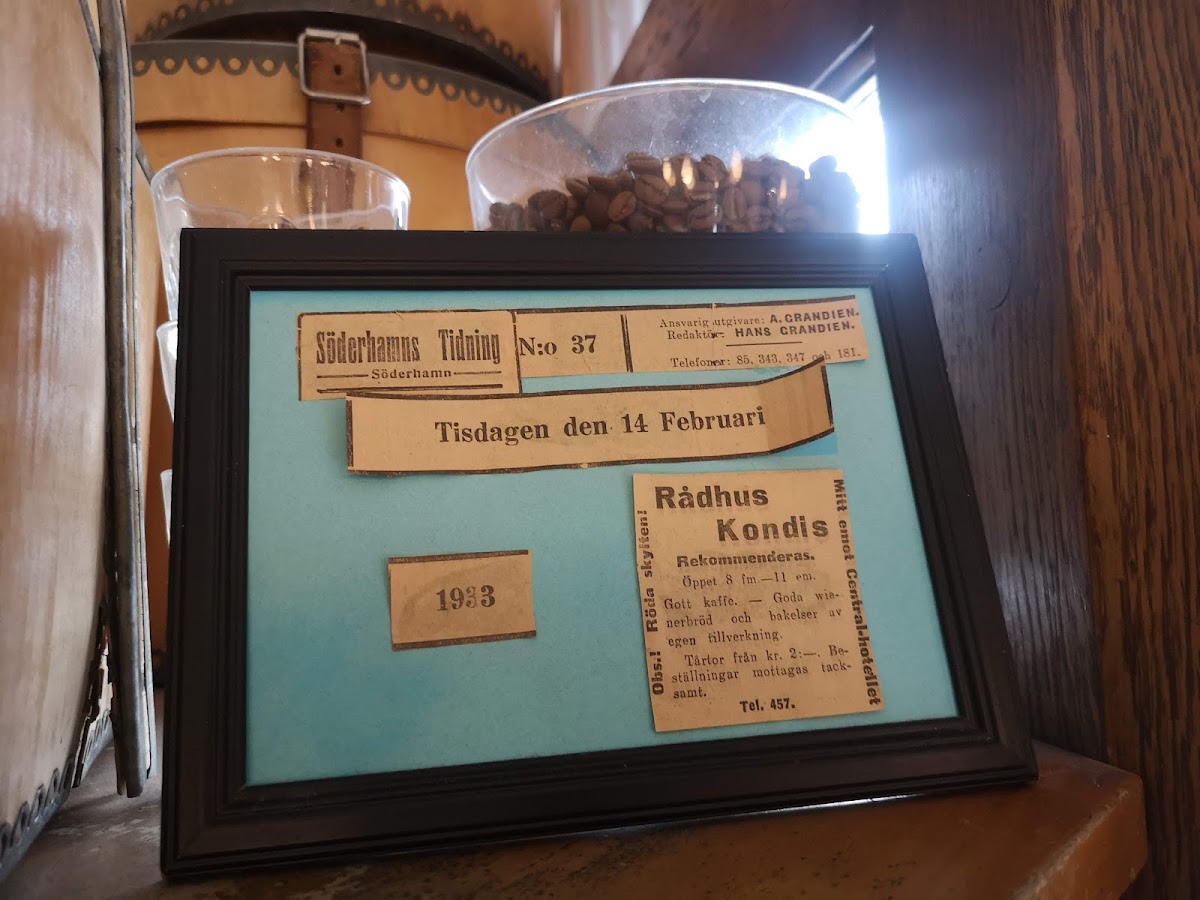 Söderhamns Tidning
Söderhamn
N:o 37
Ansvarig utgivare: A. GRANDIEN.
Redaktör: HANS GRANDIEN.
Telefoner: 85, 343, 347 och 181.
Tisdagen den 14 Februari
1933
Obs.! Röda skylten!
Rådhus
Kondis
Rekommenderas.
Öppet 8 fm.—11 em.
Gott kaffe. — Goda wie-
nerbröd och bakelser av
egen tillverkning.
Tårtor från kr. 2:—. Be-
ställningar mottagas tack-
samt.
Tel. 457.
Mitt emot Central-hotellet